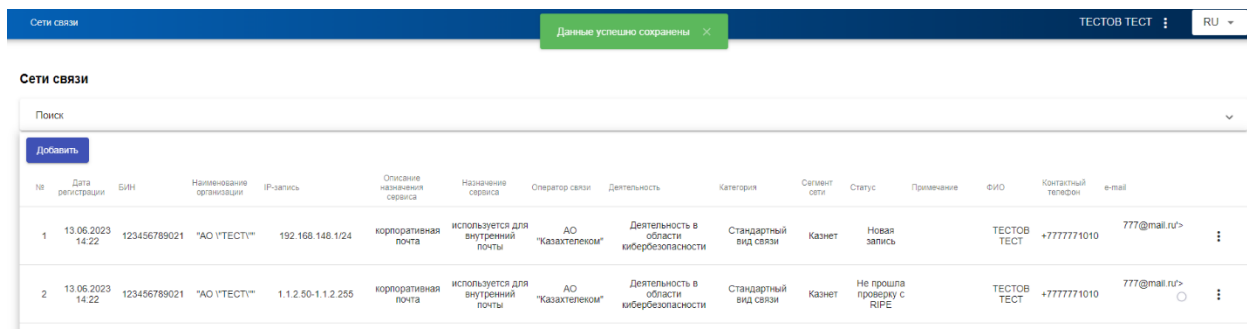 Сети связи
Данные успешно сохранены ×
ТЕСТОВ ТЕСТ
RU
Сети связи
Поиск
Добавить
№ Дата регистрации БИН Наименование организации IP-запись Описание назначения сервиса Назначение сервиса Оператор связи Деятельность Категория Сегмент сети Статус Примечание ФИО Контактный телефон e-mail
1 13.06.2023 14:22 123456789021 "АО \"ТЕСТ\"" 192.168.148.1/24 корпоративная почта используется для внутренний почты АО "Казахтелеком" Деятельность в области кибербезопасности Стандартный вид связи Казнет Новая запись ТЕСТОВ ТЕСТ +7777771010 777@mail.ru'>
2 13.06.2023 14:22 123456789021 "АО \"ТЕСТ\"" 1.1.2.50-1.1.2.255 корпоративная почта используется для внутренний почты АО "Казахтелеком" Деятельность в области кибербезопасности Стандартный вид связи Казнет Не прошла проверку с RIPE ТЕСТОВ ТЕСТ +7777771010 777@mail.ru'>